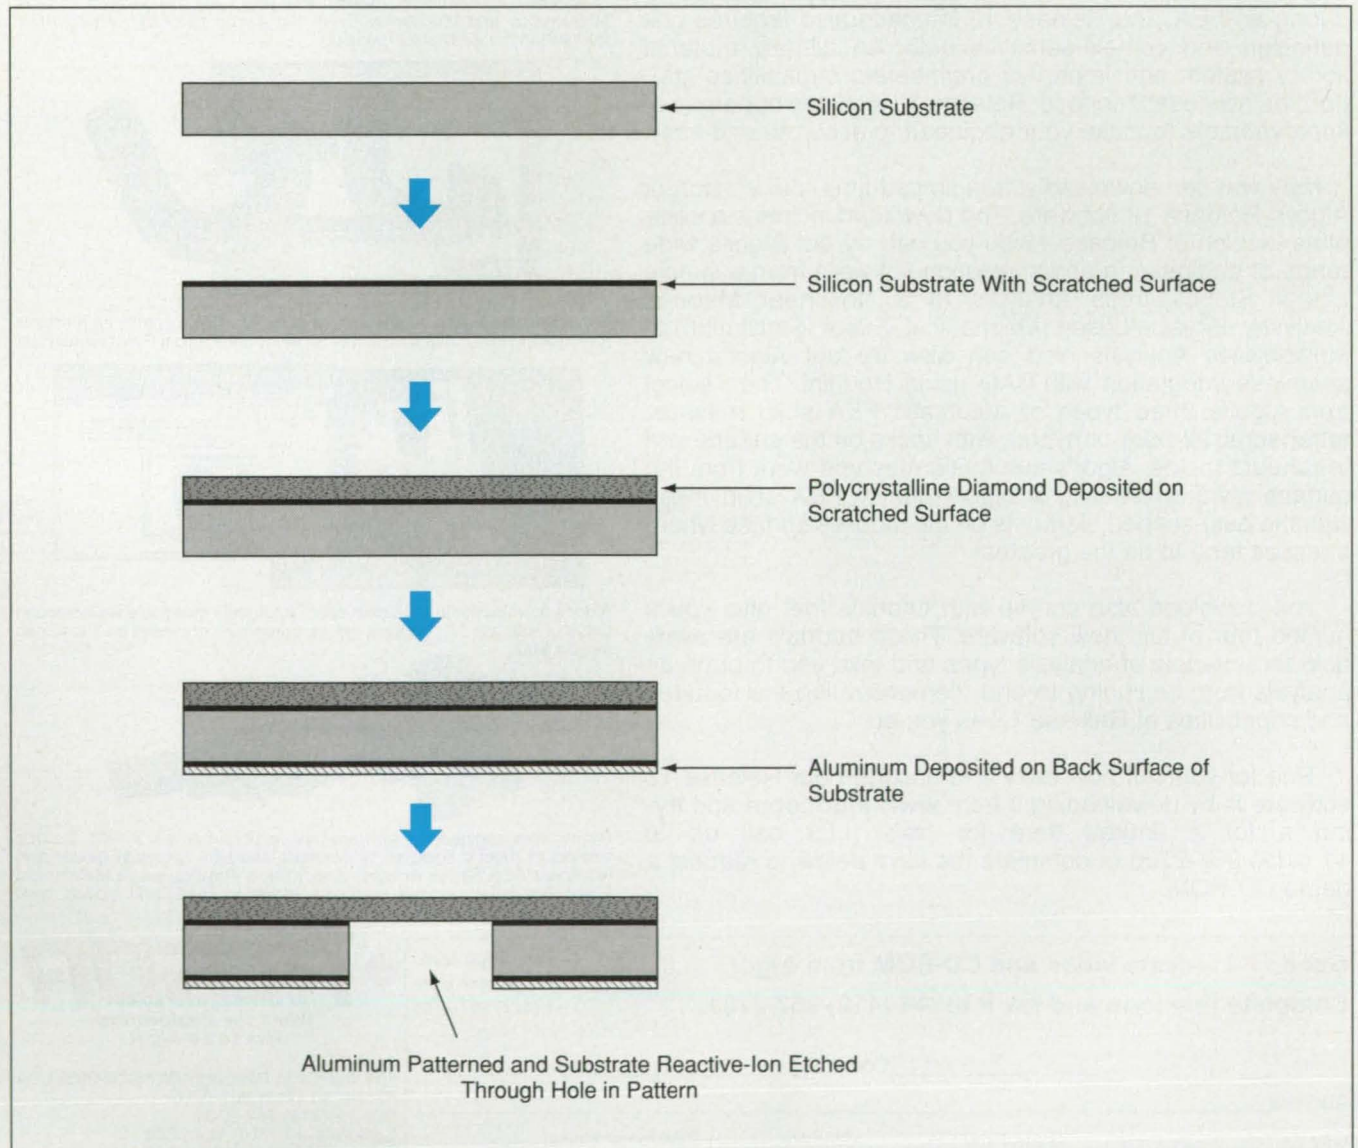 Silicon Substrate
Silicon Substrate With Scratched Surface
Polycrystalline Diamond Deposited on
Scratched Surface
Aluminum Deposited on Back Surface of
Substrate
Aluminum Patterned and Substrate Reactive-Ion Etched
Through Hole in Pattern